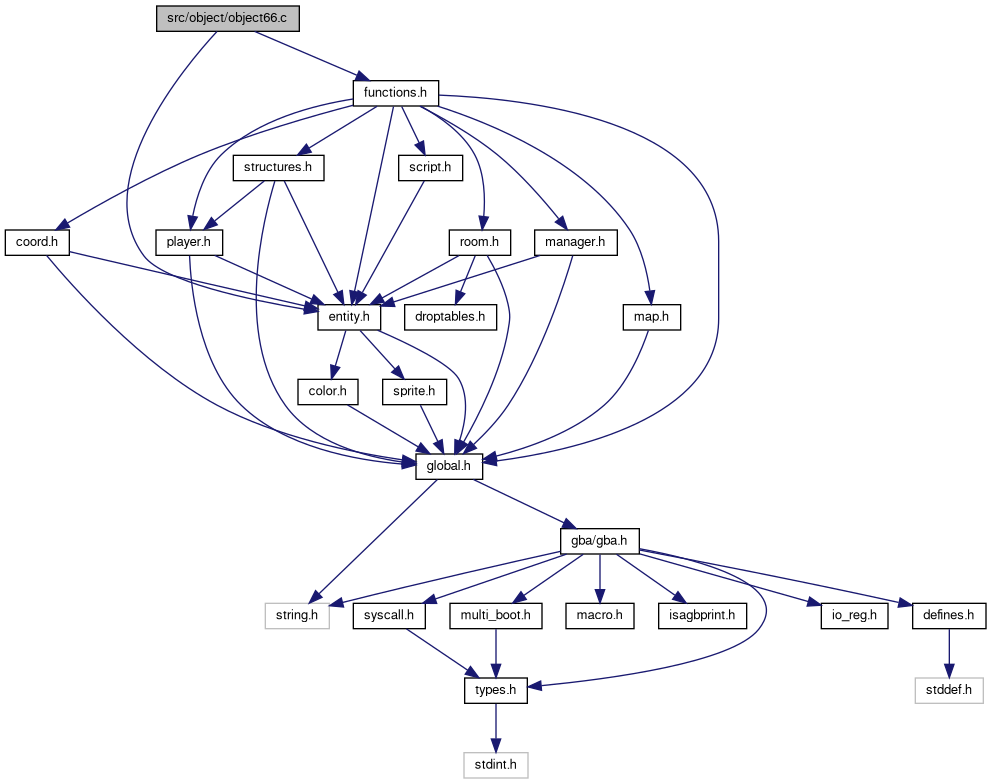 src/object/object66.c
functions.h
structures.h
script.h
coord.h
player.h
room.h
manager.h
entity.h
droptables.h
map.h
color.h
sprite.h
global.h
gba/gba.h
string.h
syscall.h
multi_boot.h
macro.h
isagbprint.h
io_reg.h
defines.h
types.h
stddef.h
stdint.h